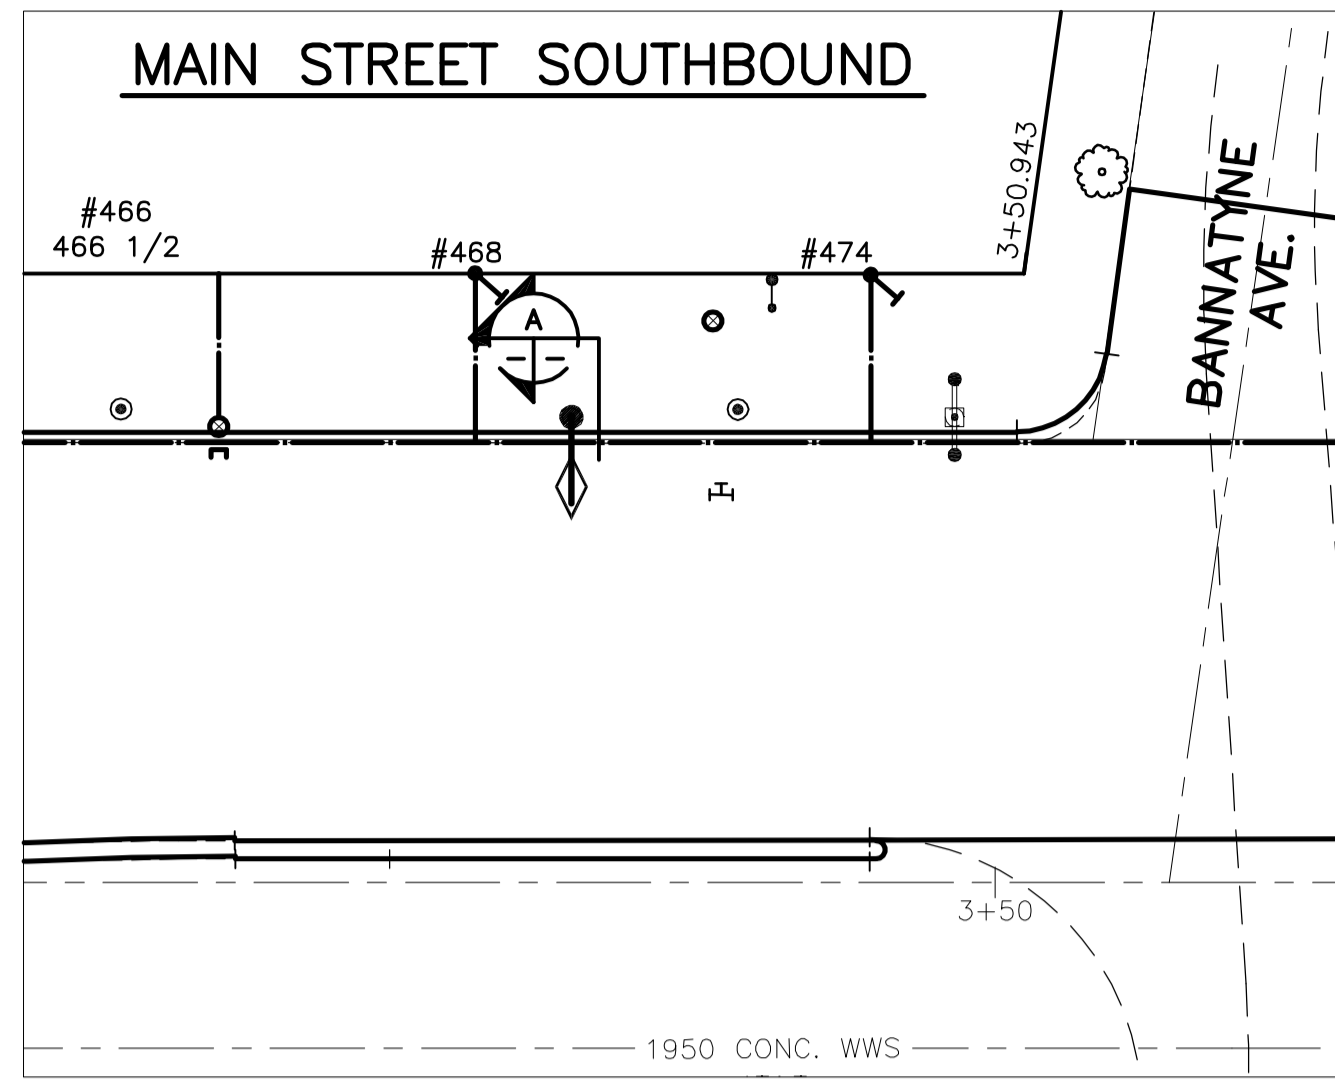 MAIN STREET SOUTHBOUND
#466
466 1/2
#468
#474
3+50.943
BANNATYNE
AVE.
A
3+50
1950 CONC. WWS